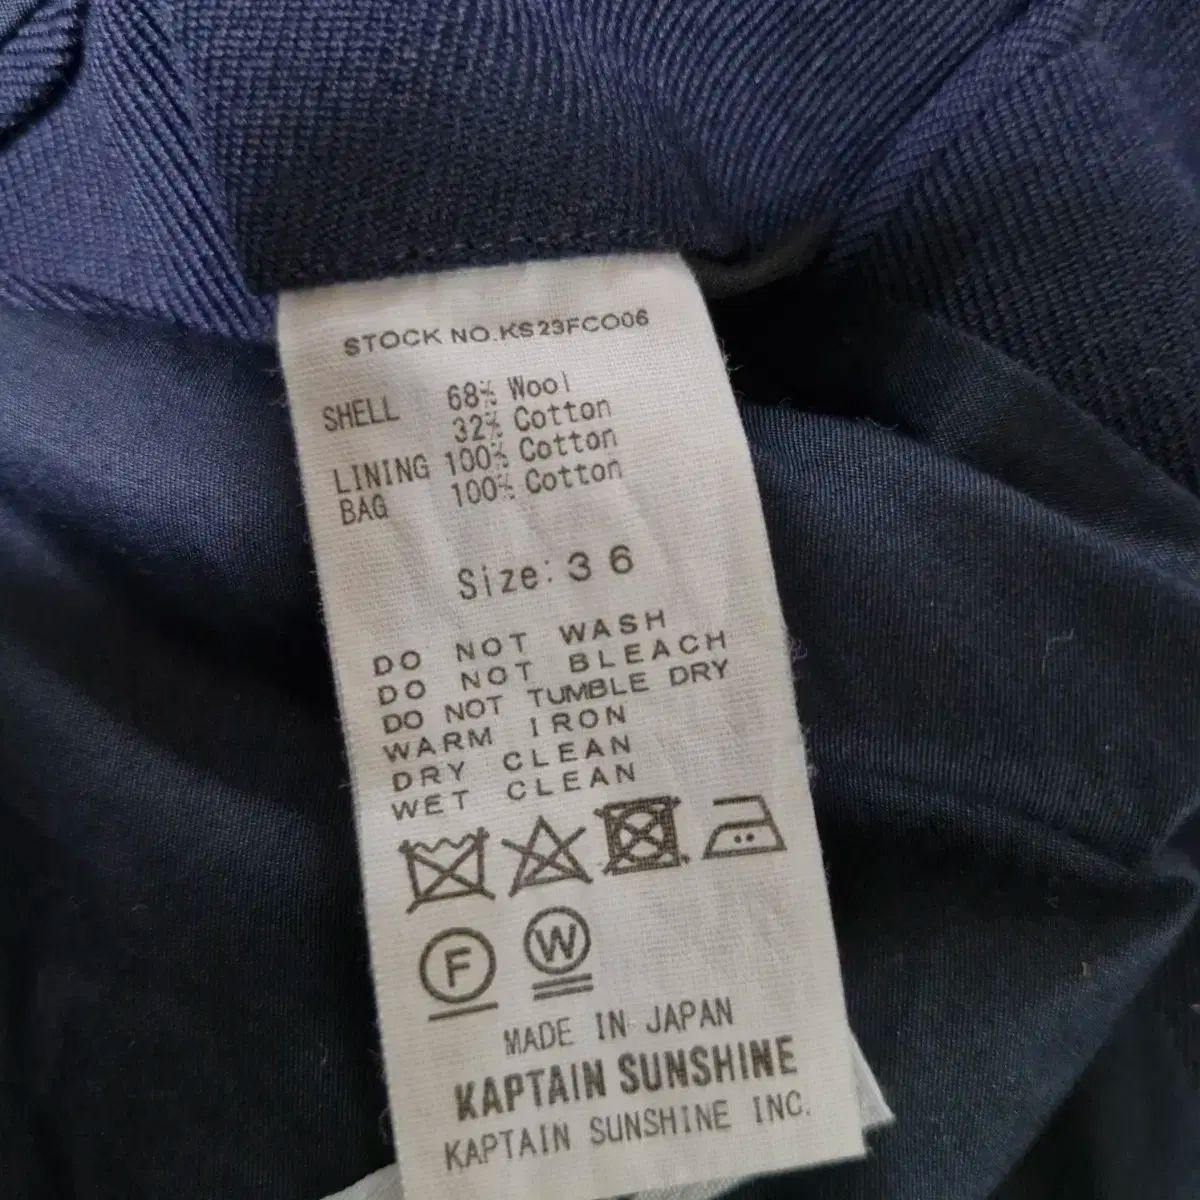 STOCK NO.KS23FCO06
SHELL 68% Wool
32% Cotton
LINING 100% Cotton
BAG 100% Cotton
Size: 36
DO NOT WASH
DO NOT BLEACH
DO NOT TUMBLE DRY
WARM IRON
DRY CLEAN
WET CLEAN
F W
MADE IN JAPAN
KAPTAIN SUNSHINE
KAPTAIN SUNSHINE INC.